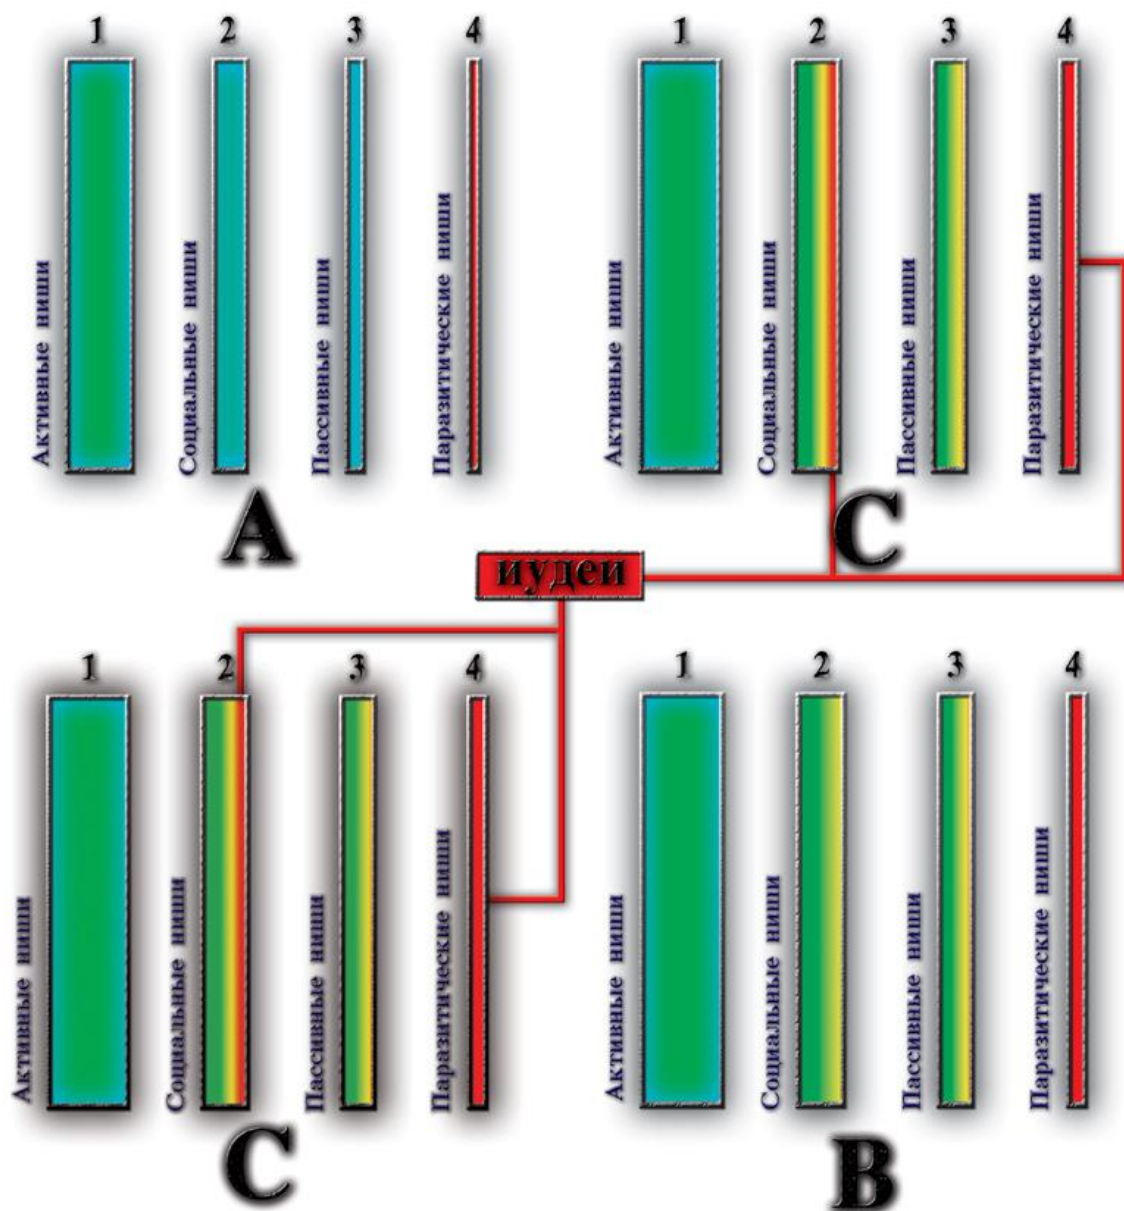 1 2 3 4
Активные ниши
Социальные ниши
Пассивные ниши
Паразитические ниши
А
1 2 3 4
Активные ниши
Социальные ниши
Пассивные ниши
Паразитические ниши
С
иудеи
1 2 3 4
Активные ниши
Социальные ниши
Пассивные ниши
Паразитические ниши
С
1 2 3 4
Активные ниши
Социальные ниши
Пассивные ниши
Паразитические ниши
В